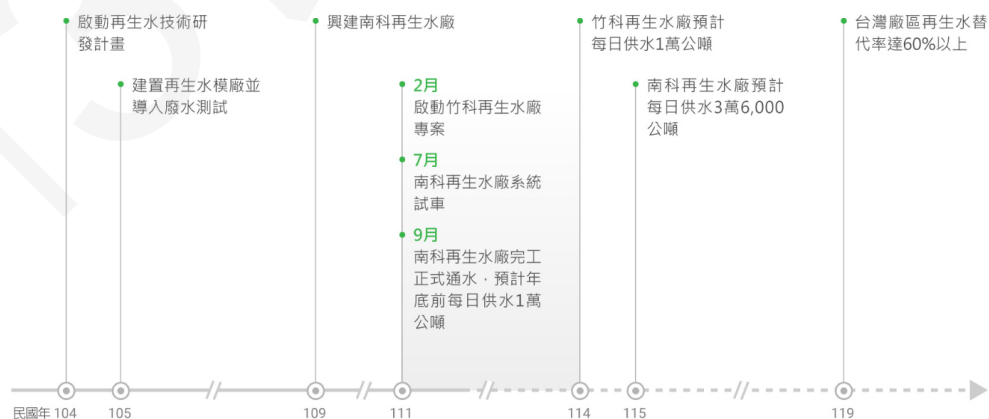 啟動再生水技術研
發計畫
建置再生水模廠並
導入廢水測試
興建南科再生水廠
2月
啟動竹科再生水廠
專案
7月
南科再生水廠系統
試車
9月
南科再生水廠完工
正式通水，預計年
底前每日供水1萬
公噸
竹科再生水廠預計
每日供水1萬公噸
南科再生水廠預計
每日供水3萬6,000
公噸
台灣廠區再生水替
代率達60%以上
民國年 104 105 109 111 114 115 119